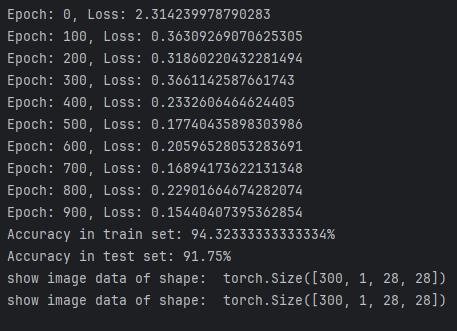 Epoch: 0, Loss: 2.314239978790283
Epoch: 100, Loss: 0.36309269070625305
Epoch: 200, Loss: 0.31860220432281494
Epoch: 300, Loss: 0.3661142587661743
Epoch: 400, Loss: 0.2332606464624405
Epoch: 500, Loss: 0.17740435898303986
Epoch: 600, Loss: 0.20596528053283691
Epoch: 700, Loss: 0.16894173622131348
Epoch: 800, Loss: 0.22901664674282074
Epoch: 900, Loss: 0.15440407395362854
Accuracy in train set: 94.32333333333334%
Accuracy in test set: 91.75%
show image data of shape:  torch.Size([300, 1, 28, 28])
show image data of shape:  torch.Size([300, 1, 28, 28])